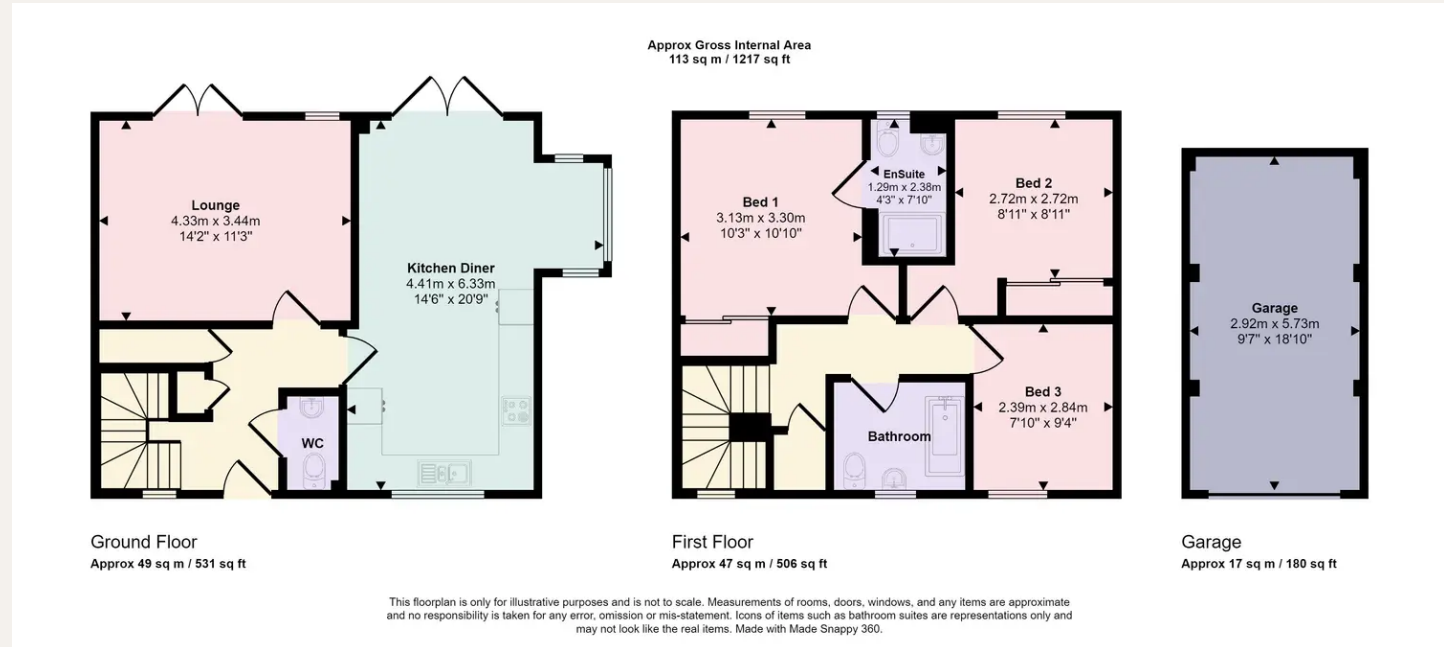 Approx Gross Internal Area
113 sq m / 1217 sq ft
Lounge
4.33m x 3.44m
14'2" x 11'3"
Kitchen Diner
4.41m x 6.33m
14'6" x 20'9"
WC
Ground Floor
Approx 49 sq m / 531 sq ft
Bed 1
3.13m x 3.30m
10'3" x 10'10"
EnSuite
1.29m x 2.38m
4'3" x 7'10"
Bed 2
2.72m x 2.72m
8'11" x 8'11"
Bed 3
2.39m x 2.84m
7'10" x 9'4"
Bathroom
First Floor
Approx 47 sq m / 506 sq ft
Garage
2.92m x 5.73m
9'7" x 18'10"
Garage
Approx 17 sq m / 180 sq ft
This floorplan is only for illustrative purposes and is not to scale. Measurements of rooms, doors, windows, and any items are approximate
and no responsibility is taken for any error, omission or mis-statement. Icons of items such as bathroom suites are representations only and
may not look like the real items. Made with Made Snappy 360.